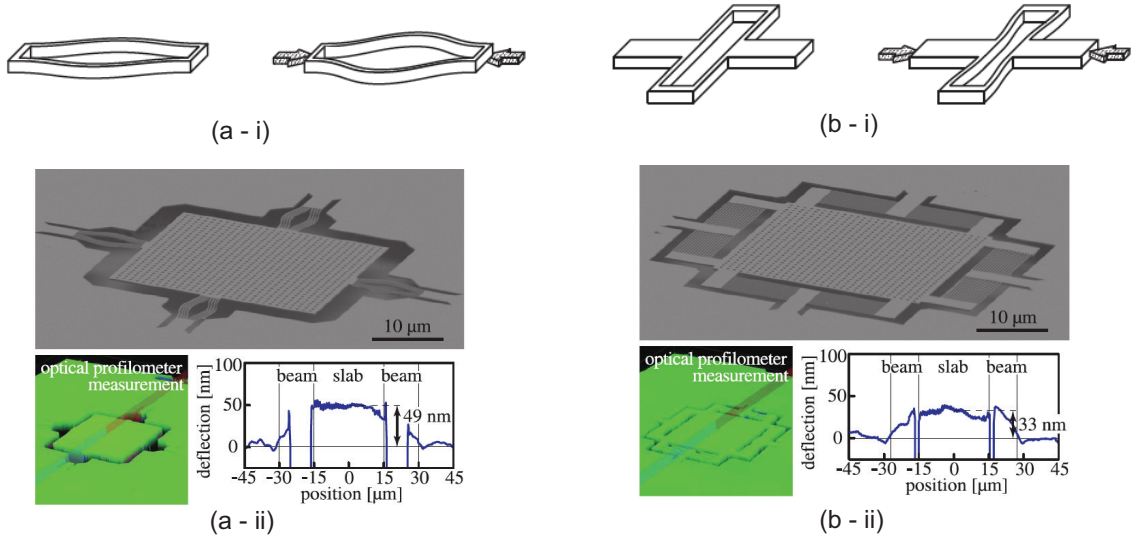 (a - i)
(b - i)
10 μm
10 μm
optical profilometer
measurement
deflection [nm]
100
50
0
beam
slab
beam
49 nm
-45
-30
-15
0
15
30
45
position [μm]
optical profilometer
measurement
deflection [nm]
100
50
0
beam
slab
beam
33 nm
-45
-30
-15
0
15
30
45
position [μm]
(a - ii)
(b - ii)